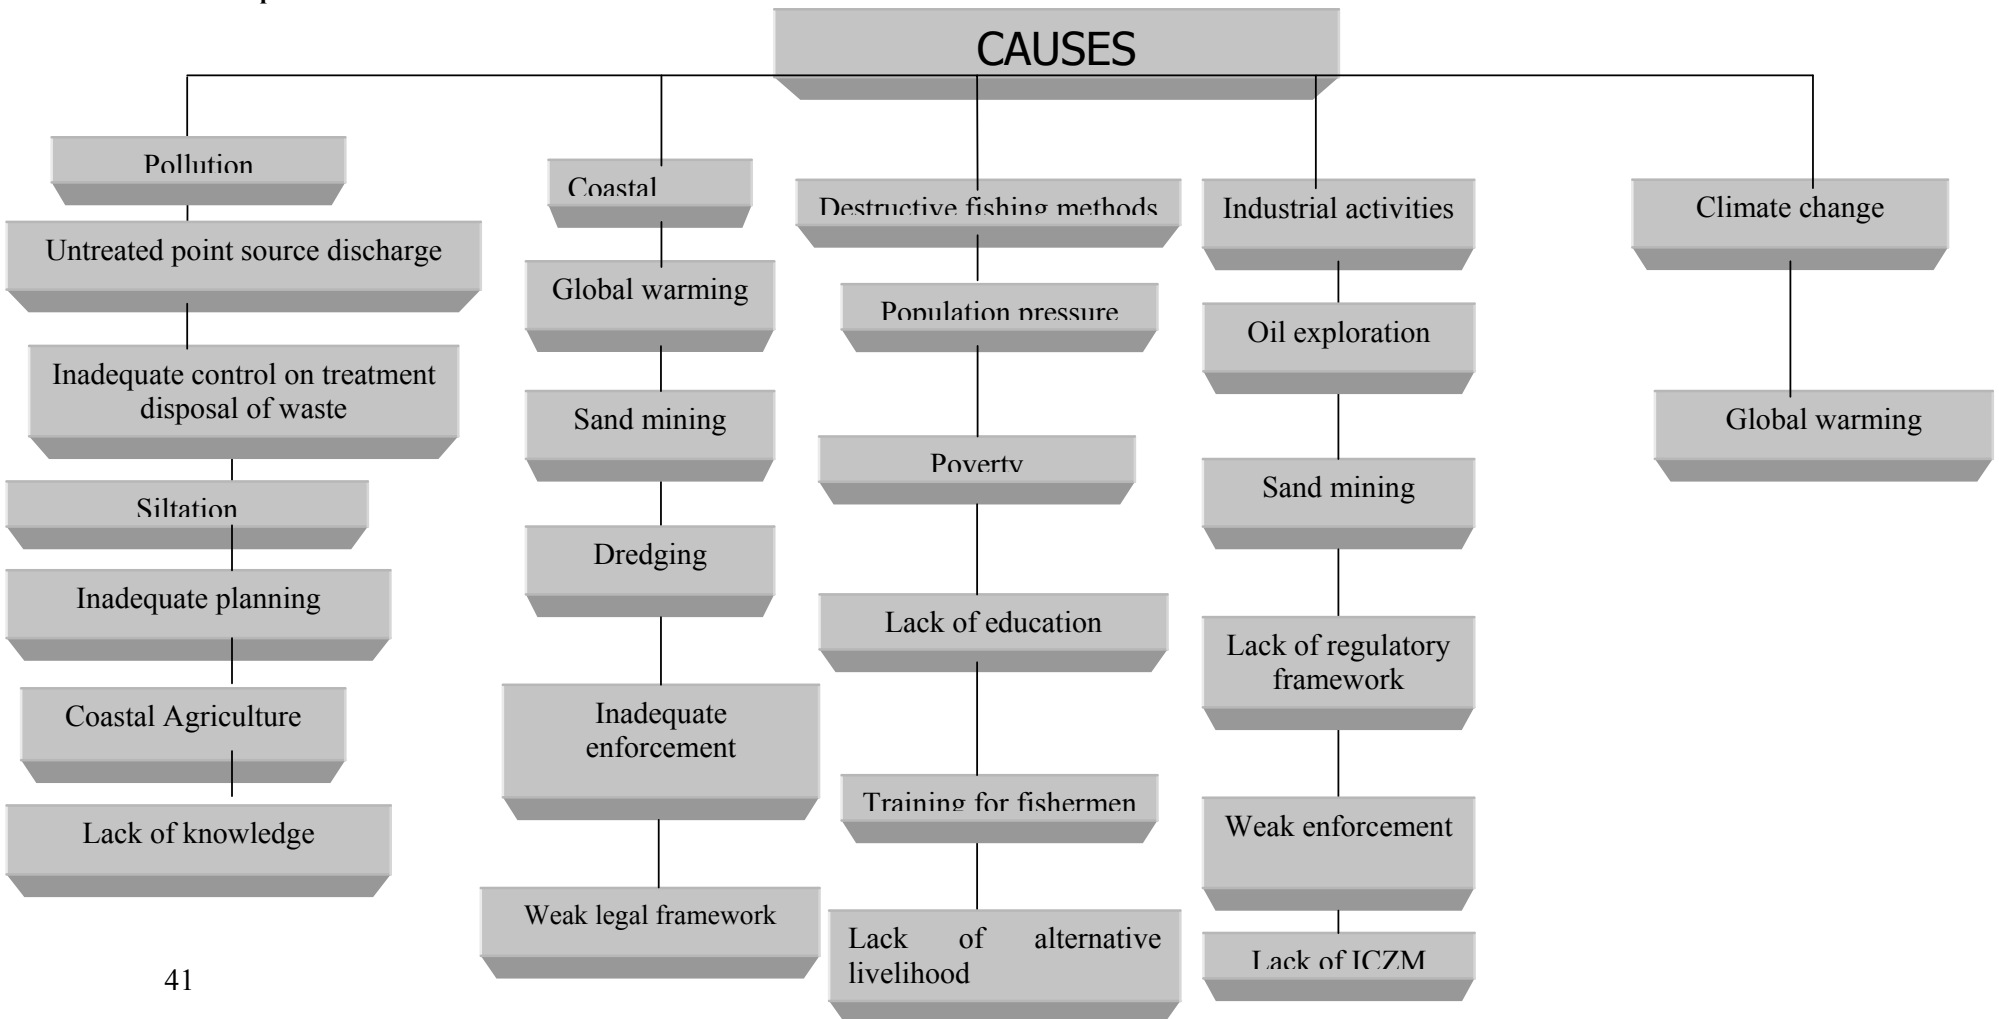 CAUSES
Pollution
Untreated point source discharge
Inadequate control on treatment
disposal of waste
Siltation
Inadequate planning
Coastal Agriculture
Lack of knowledge
Coastal
Global warming
Sand mining
Dredging
Inadequate
enforcement
Weak legal framework
Destructive fishing methods
Population pressure
Poverty
Lack of education
Training for fishermen
Lack of alternative
livelihood
Industrial activities
Oil exploration
Sand mining
Lack of regulatory
framework
Weak enforcement
Lack of ICZM
Climate change
Global warming
41